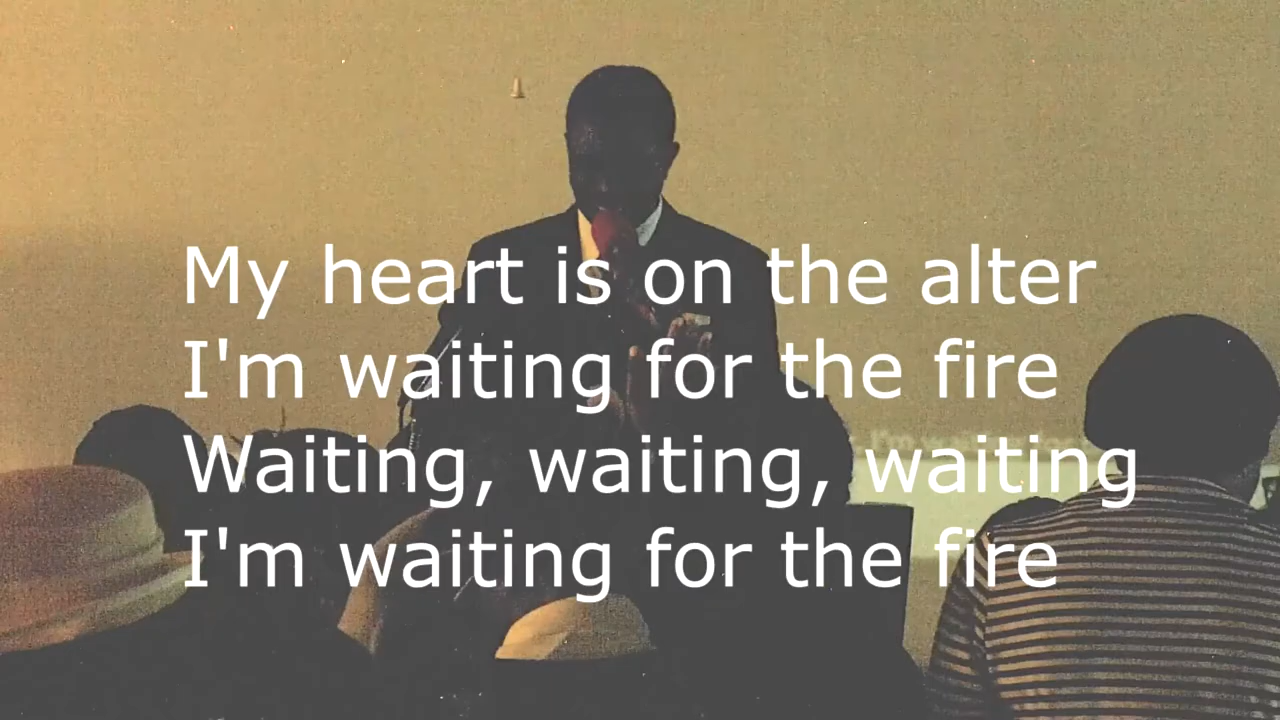 My heart is on the alter
I'm waiting for the fire
Waiting, waiting, waiting
I'm waiting for the fire